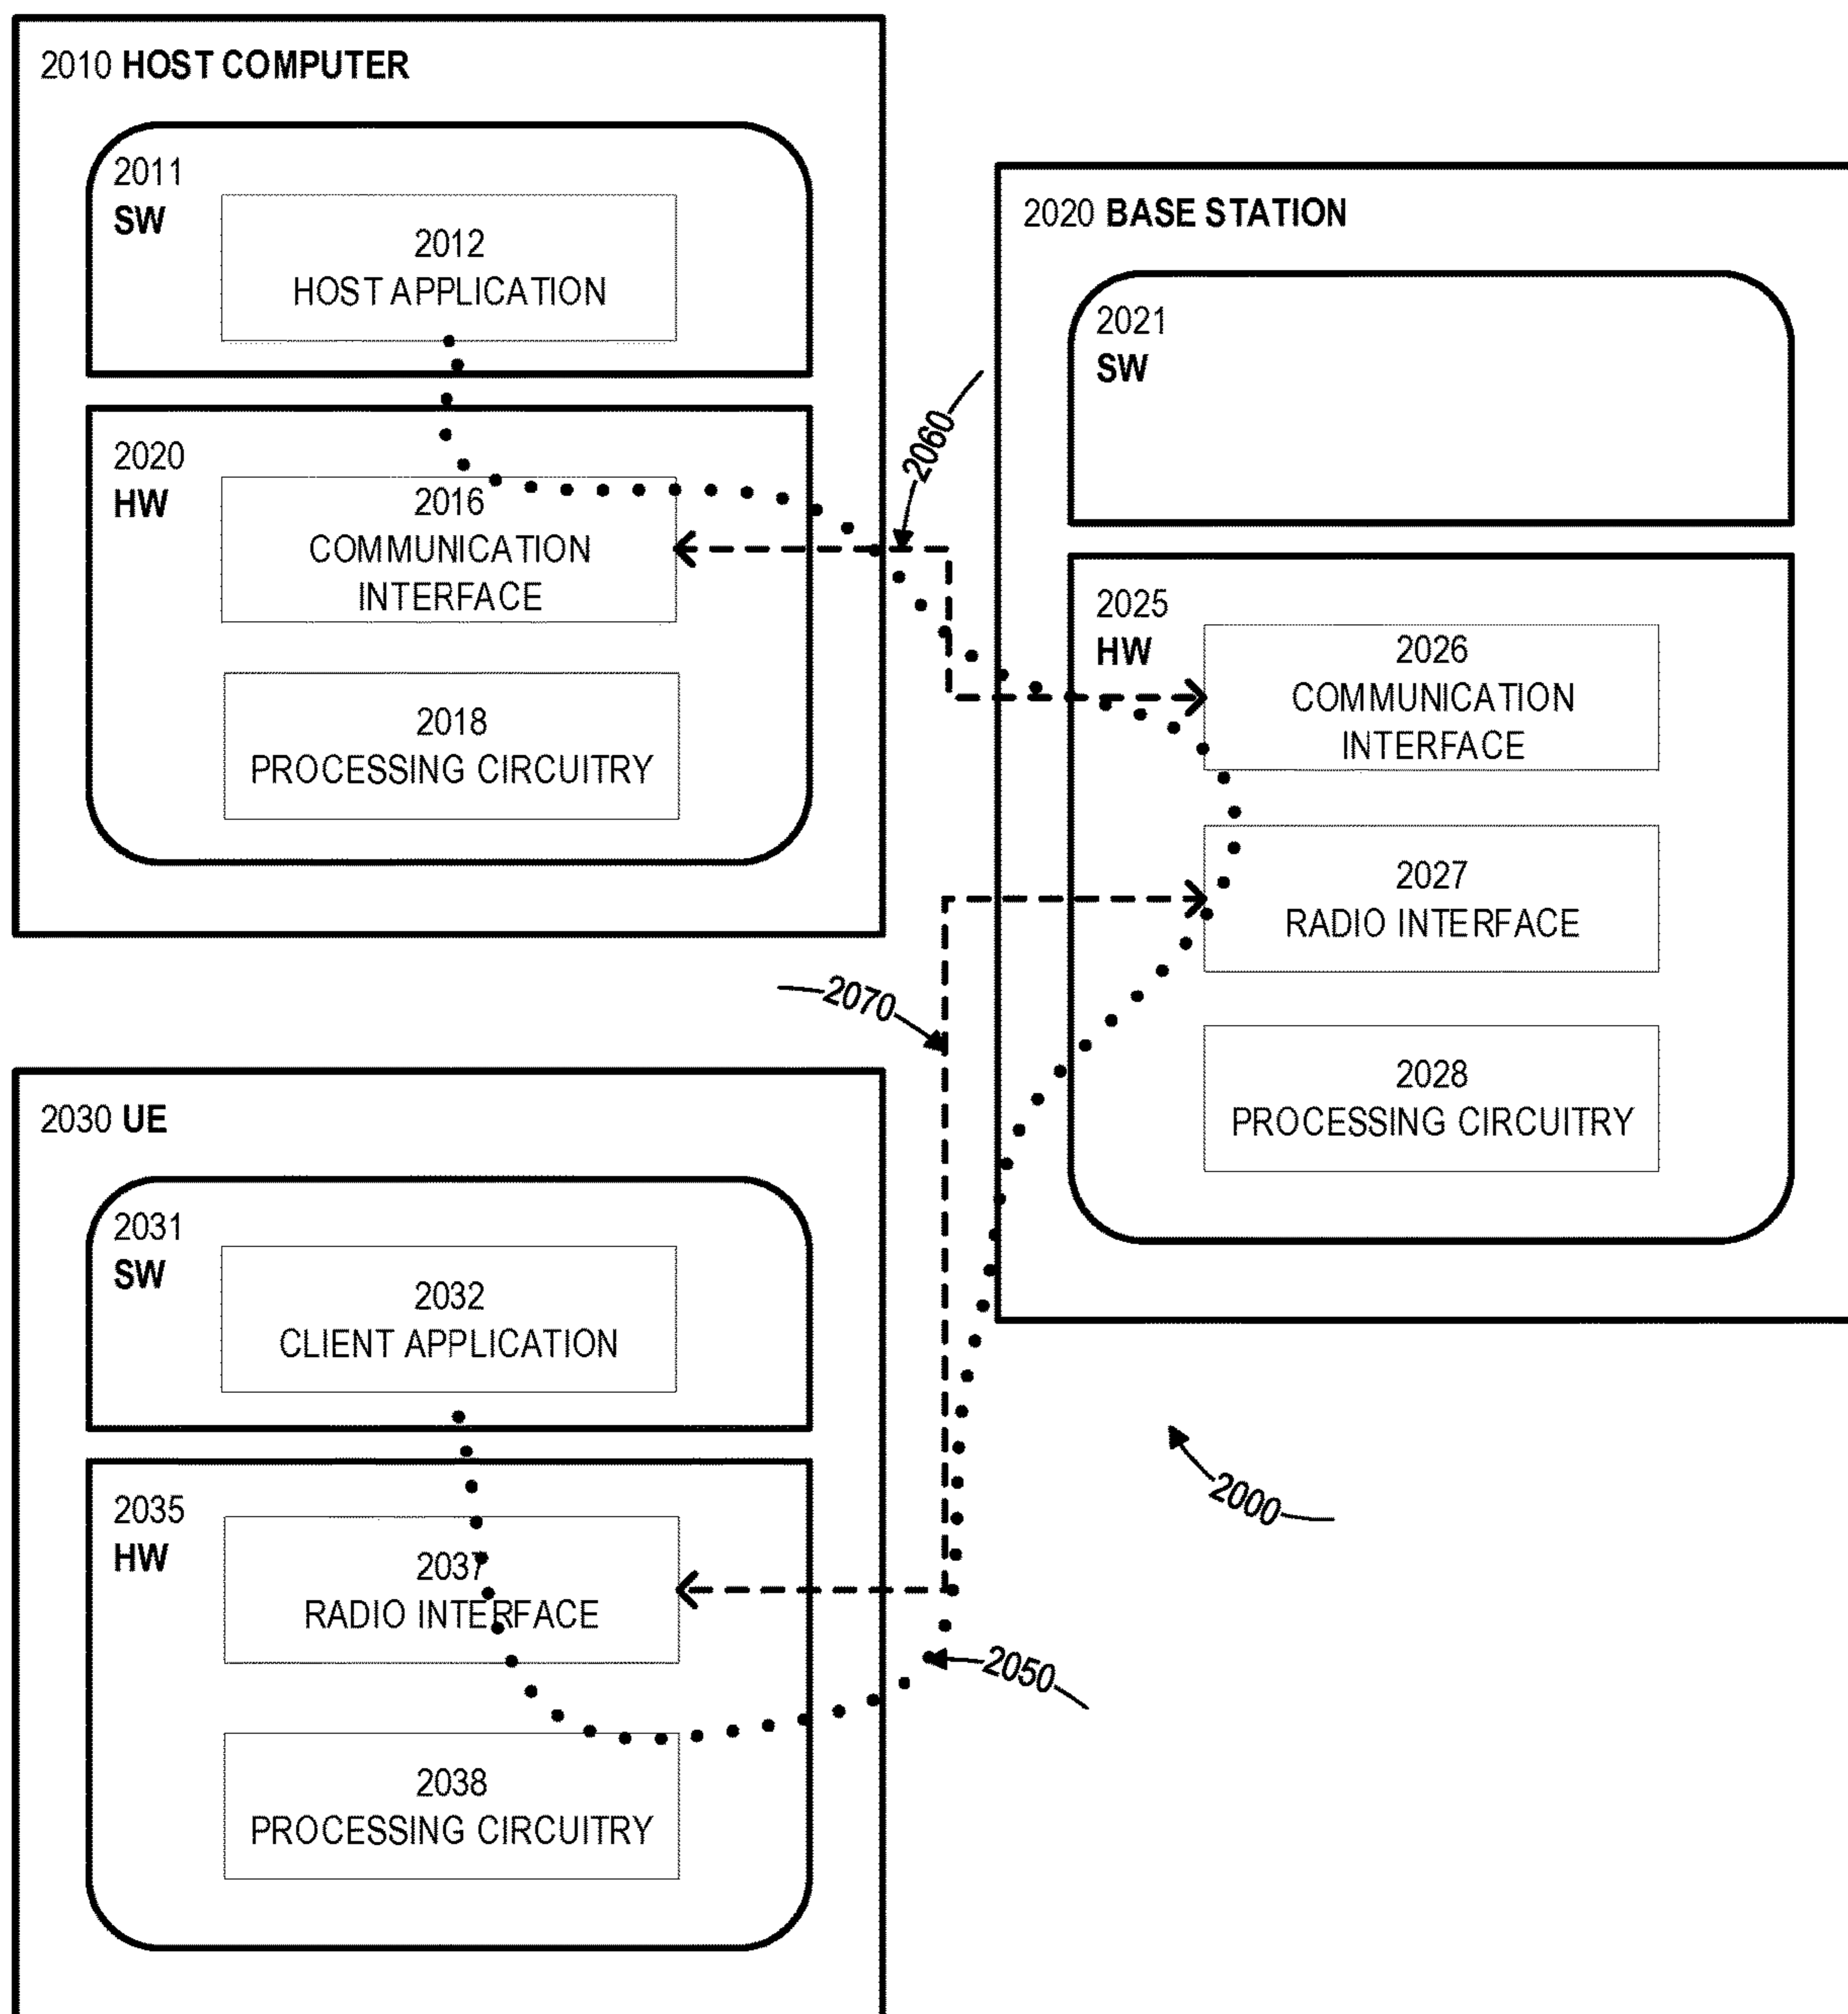 2010 HOST COMPUTER
2011
SW
2012
HOST APPLICATION
2020
HW
2016
COMMUNICATION
INTERFACE
2018
PROCESSING CIRCUITRY
2060
2020 BASE STATION
2021
SW
2025
HW
2026
COMMUNICATION
INTERFACE
2027
RADIO INTERFACE
2028
PROCESSING CIRCUITRY
2070
2030 UE
2031
SW
2032
CLIENT APPLICATION
2035
HW
2037
RADIO INTERFACE
2038
PROCESSING CIRCUITRY
2050
2000